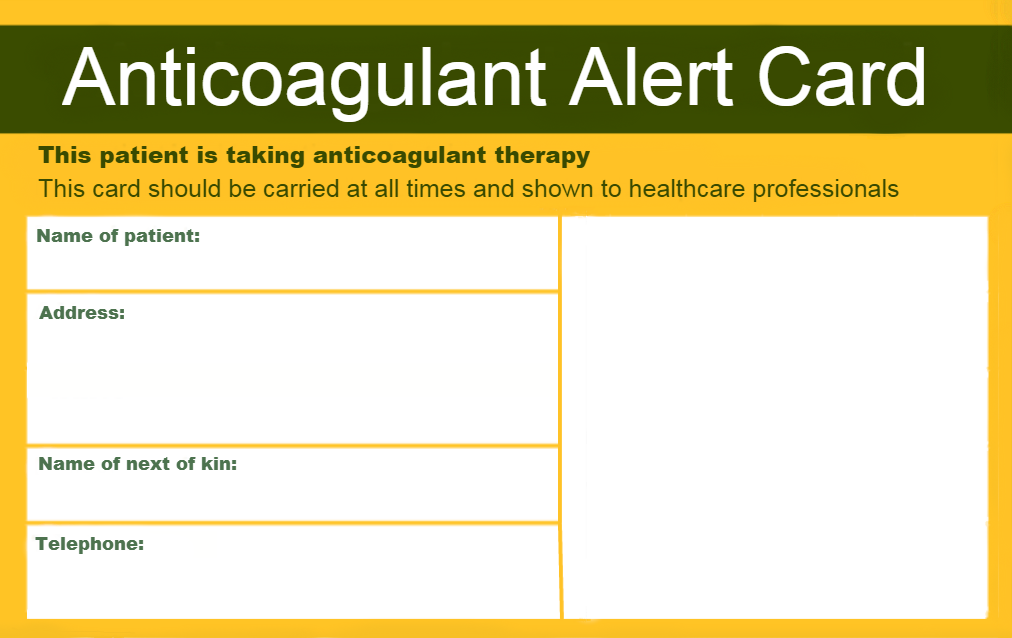 Anticoagulant Alert Card
This patient is taking anticoagulant therapy
This card should be carried at all times and shown to healthcare professionals
Name of patient:
Address:
Name of next of kin:
Telephone: